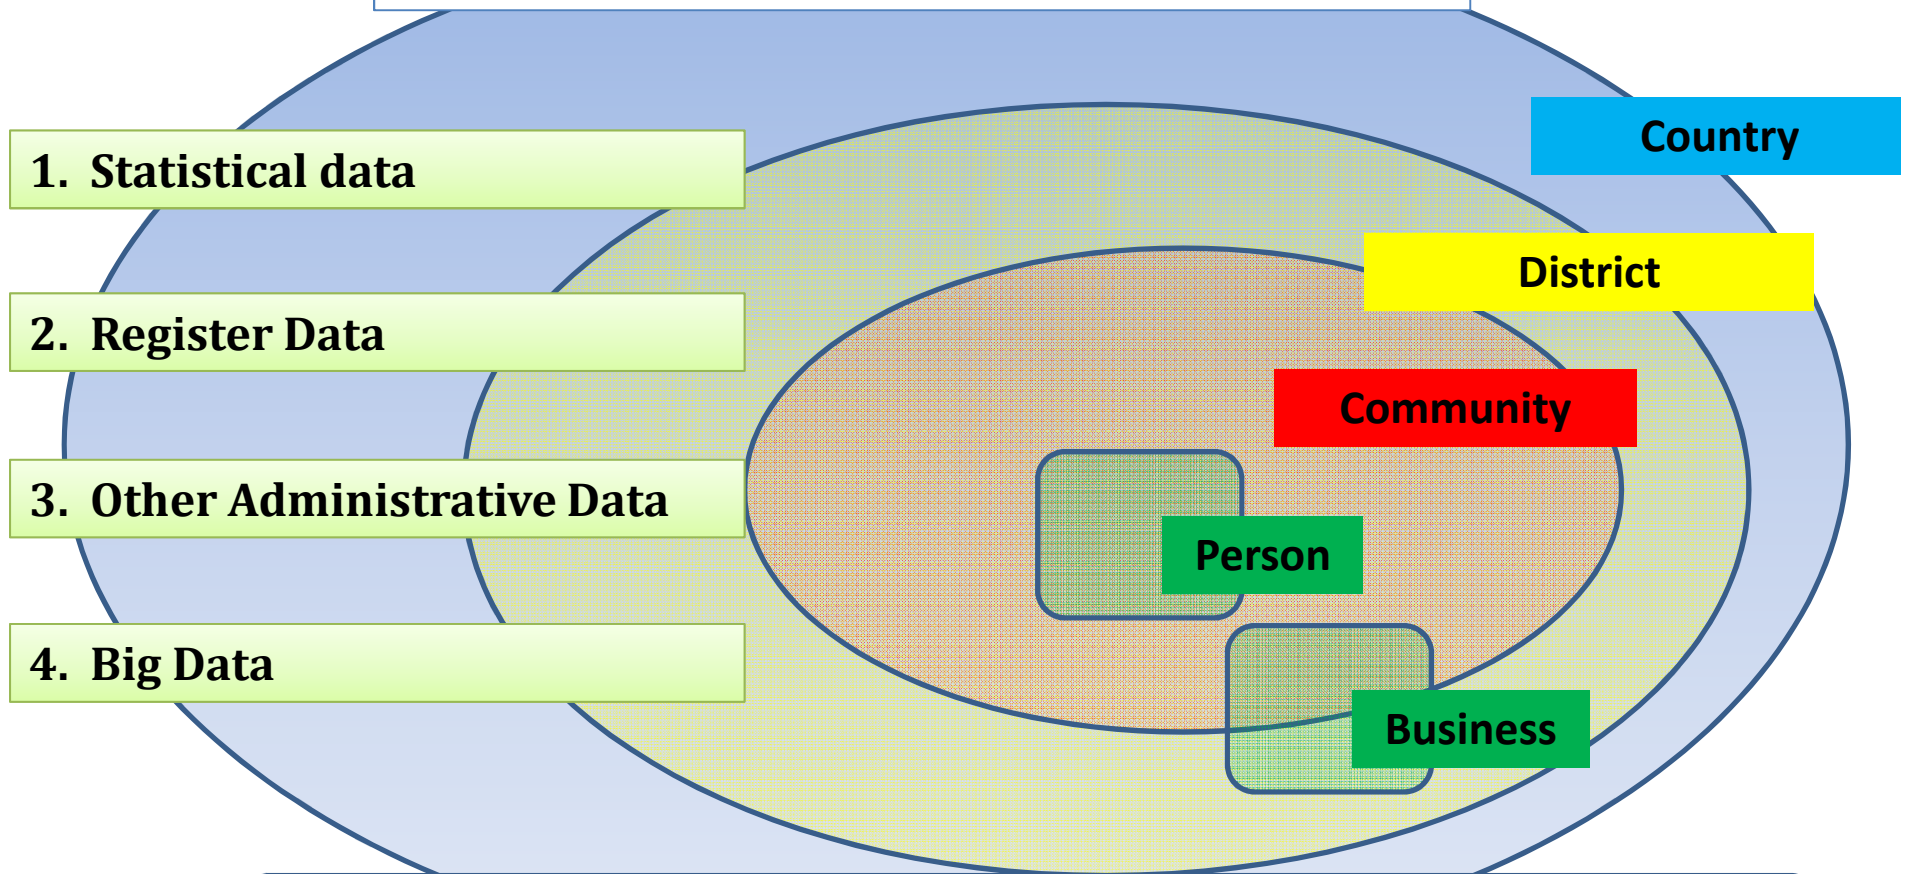 Country
1. Statistical data
District
2. Register Data
Community
3. Other Administrative Data
Person
4. Big Data
Business